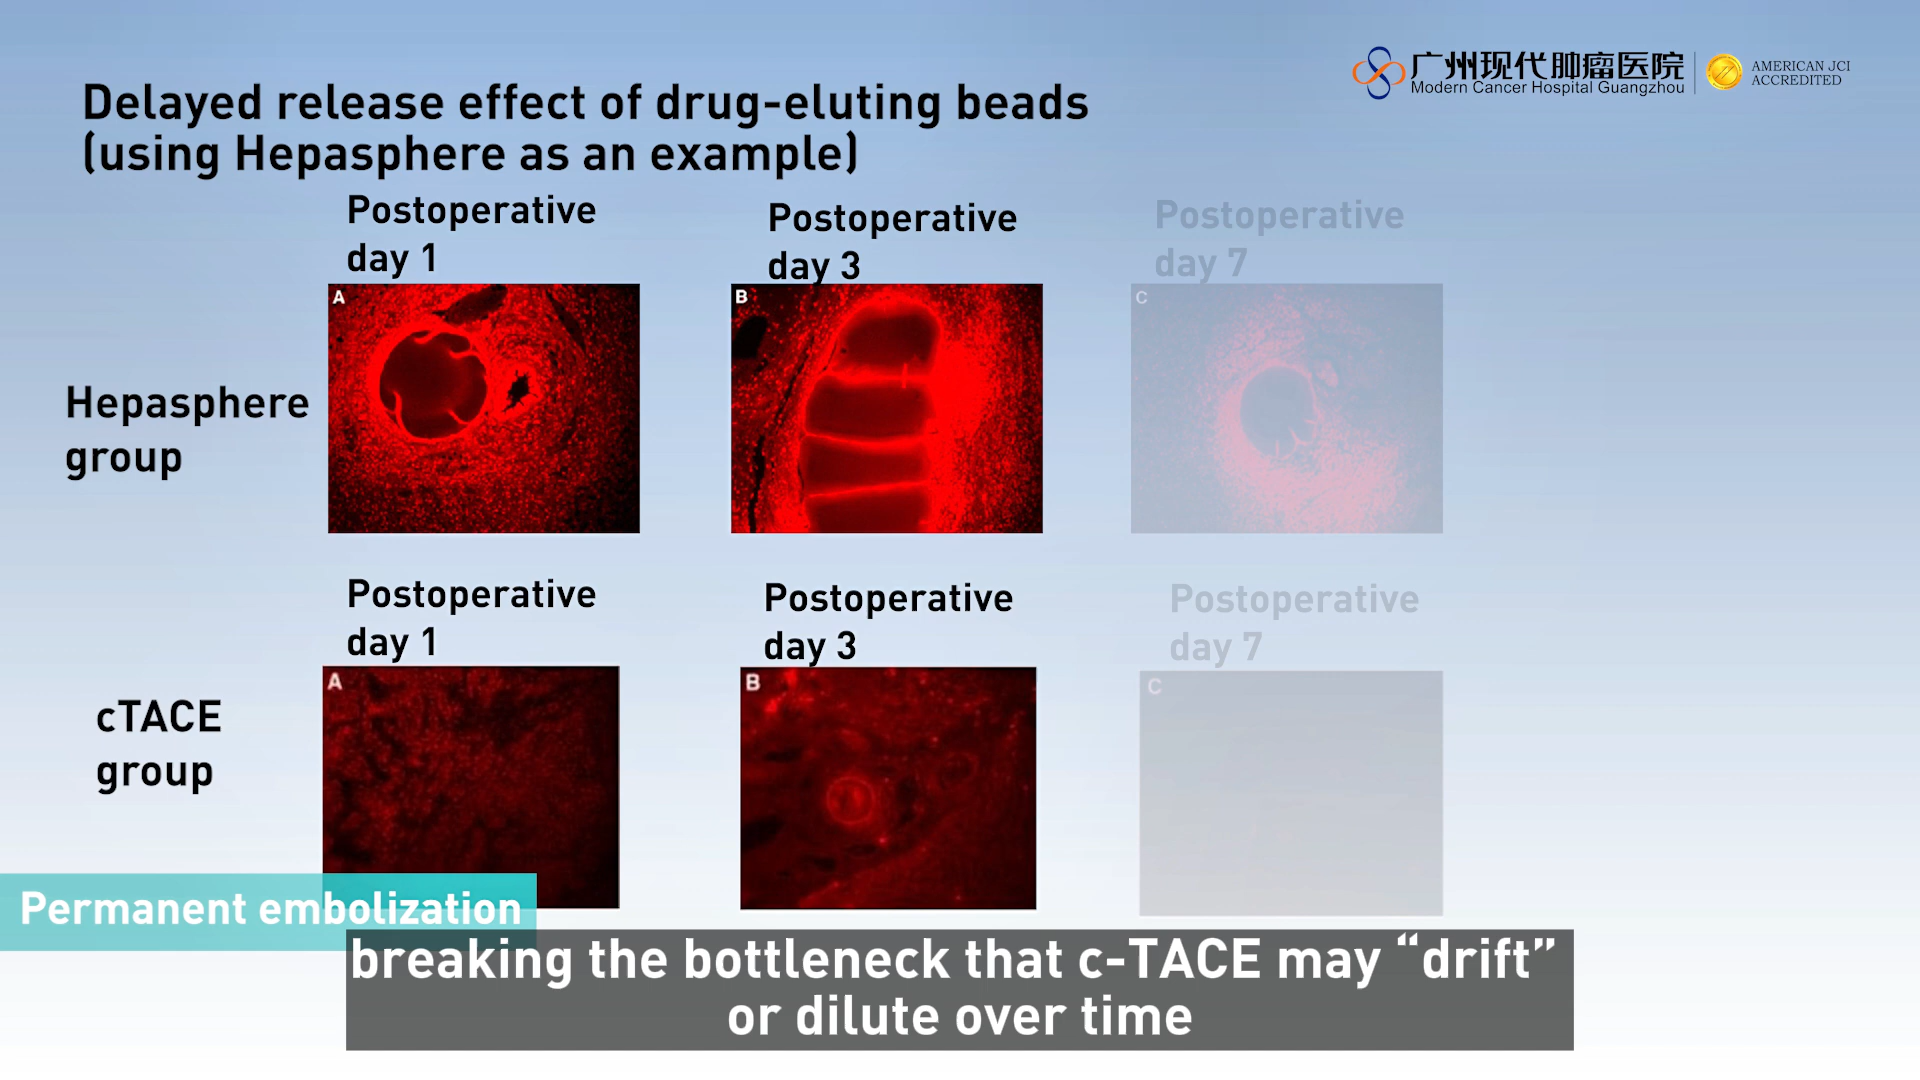 广州现代肿瘤医院
Modern Cancer Hospital Guangzhou
AMERICAN JCI
ACCREDITED
Delayed release effect of drug-eluting beads
(using Hepasphere as an example)
Postoperative
day 1
Postoperative
day 3
Postoperative
day 7
A
B
C
Hepasphere
group
Postoperative
day 1
Postoperative
day 3
Postoperative
day 7
A
B
C
cTACE
group
Permanent embolization
breaking the bottleneck that c-TACE may “drift”
or dilute over time